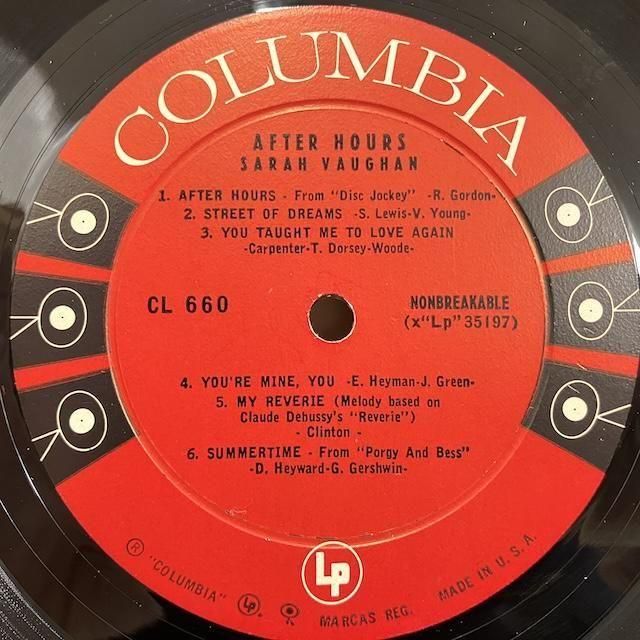 COLUMBIA
AFTER HOURS
SARAH VAUGHAN
1. AFTER HOURS - From "Disc Jockey" -R. Gordon-
2. STREET OF DREAMS -S. Lewis-V. Young-
3. YOU TAUGHT ME TO LOVE AGAIN
-Carpenter-T. Dorsey-Woode-
CL 660
NONBREAKABLE
(x"Lp"35197)
4. YOU'RE MINE, YOU -E. Heyman-J. Green-
5. MY REVERIE (Melody based on
Claude Debussy's "Reverie")
- Clinton -
6. SUMMERTIME - From "Porgy And Bess"
-D. Heyward-G. Gershwin-
Lp
® "COLUMBIA" Lp MARCAS REG. MADE IN U. S. A.